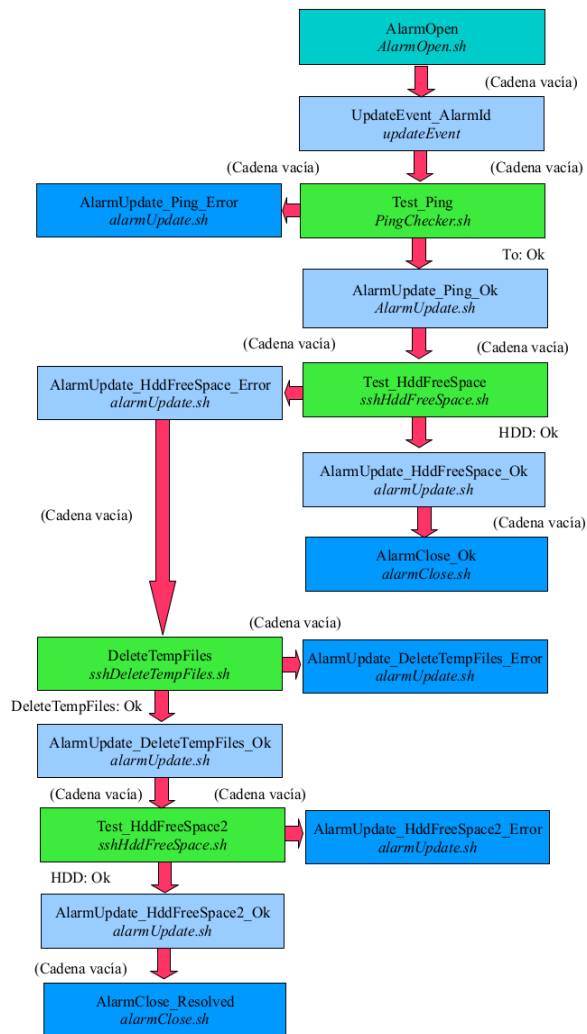 AlarmOpen
AlarmOpen.sh
(Cadena vacía)
UpdateEvent_AlarmId
updateEvent
(Cadena vacía)
(Cadena vacía)
AlarmUpdate_Ping_Error
alarmUpdate.sh
Test_Ping
PingChecker.sh
To: Ok
AlarmUpdate_Ping_Ok
AlarmUpdate.sh
(Cadena vacía)
(Cadena vacía)
AlarmUpdate_HddFreeSpace_Error
alarmUpdate.sh
Test_HddFreeSpace
sshHddFreeSpace.sh
HDD: Ok
AlarmUpdate_HddFreeSpace_Ok
alarmUpdate.sh
(Cadena vacía)
(Cadena vacía)
AlarmClose_Ok
alarmClose.sh
(Cadena vacía)
DeleteTempFiles
sshDeleteTempFiles.sh
AlarmUpdate_DeleteTempFiles_Error
alarmUpdate.sh
DeleteTempFiles: Ok
AlarmUpdate_DeleteTempFiles_Ok
alarmUpdate.sh
(Cadena vacía)
(Cadena vacía)
Test_HddFreeSpace2
sshHddFreeSpace.sh
AlarmUpdate_HddFreeSpace2_Error
alarmUpdate.sh
HDD: Ok
AlarmUpdate_HddFreeSpace2_Ok
alarmUpdate.sh
(Cadena vacía)
AlarmClose_Resolved
alarmClose.sh